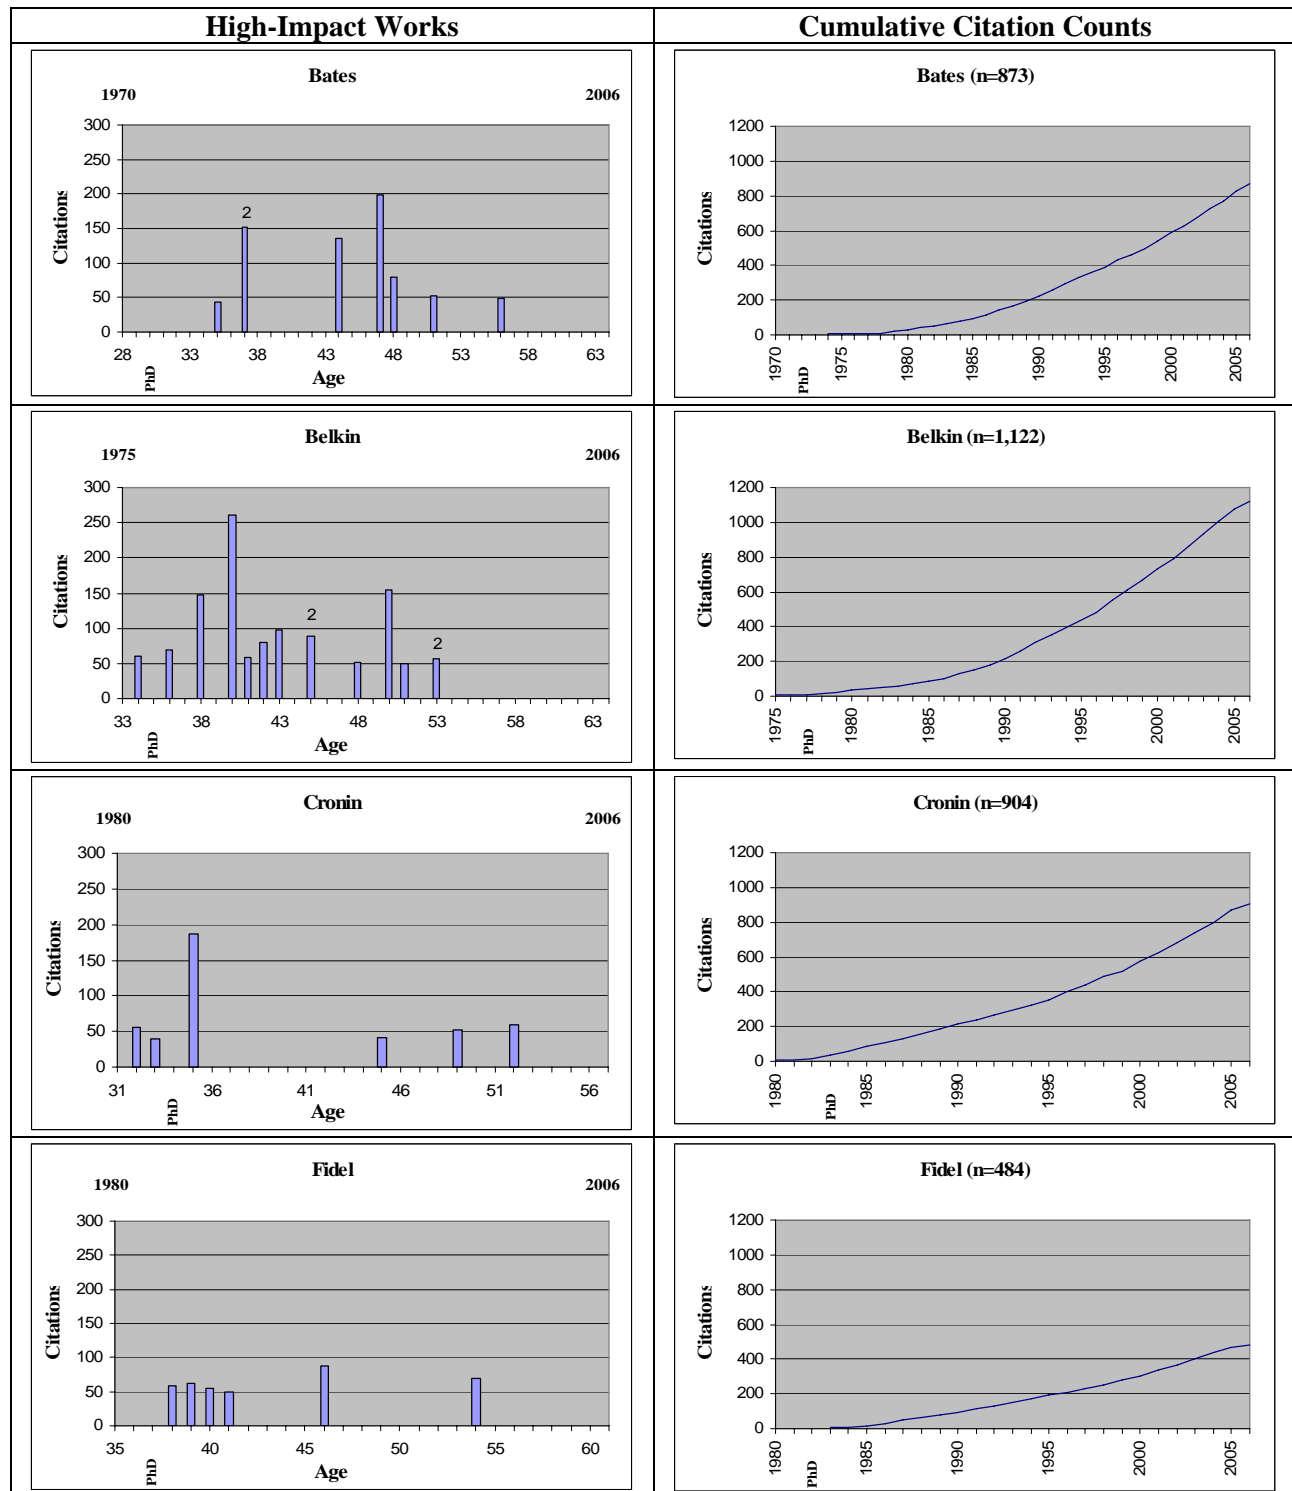 High-Impact Works
Cumulative Citation Counts
Bates
1970 2006
300
250
200
150
100
50
0
Citations
2
28 33 38 43 48 53 58 63
PhD
Age
Bates (n=873)
1200
1000
800
600
400
200
0
Citations
1970 1975 1980 1985 1990 1995 2000 2005
PhD
Belkin
1975 2006
300
250
200
150
100
50
0
Citations
2
2
33 38 43 48 53 58 63
PhD
Age
Belkin (n=1,122)
1200
1000
800
600
400
200
0
Citations
1975 1980 1985 1990 1995 2000 2005
PhD
Cronin
1980 2006
300
250
200
150
100
50
0
Citations
31 36 41 46 51 56
PhD
Age
Cronin (n=904)
1200
1000
800
600
400
200
0
Citations
1980 1985 1990 1995 2000 2005
PhD
Fidel
1980 2006
300
250
200
150
100
50
0
Citations
35 40 45 50 55 60
PhD
Age
Fidel (n=484)
1200
1000
800
600
400
200
0
Citations
1980 1985 1990 1995 2000 2005
PhD